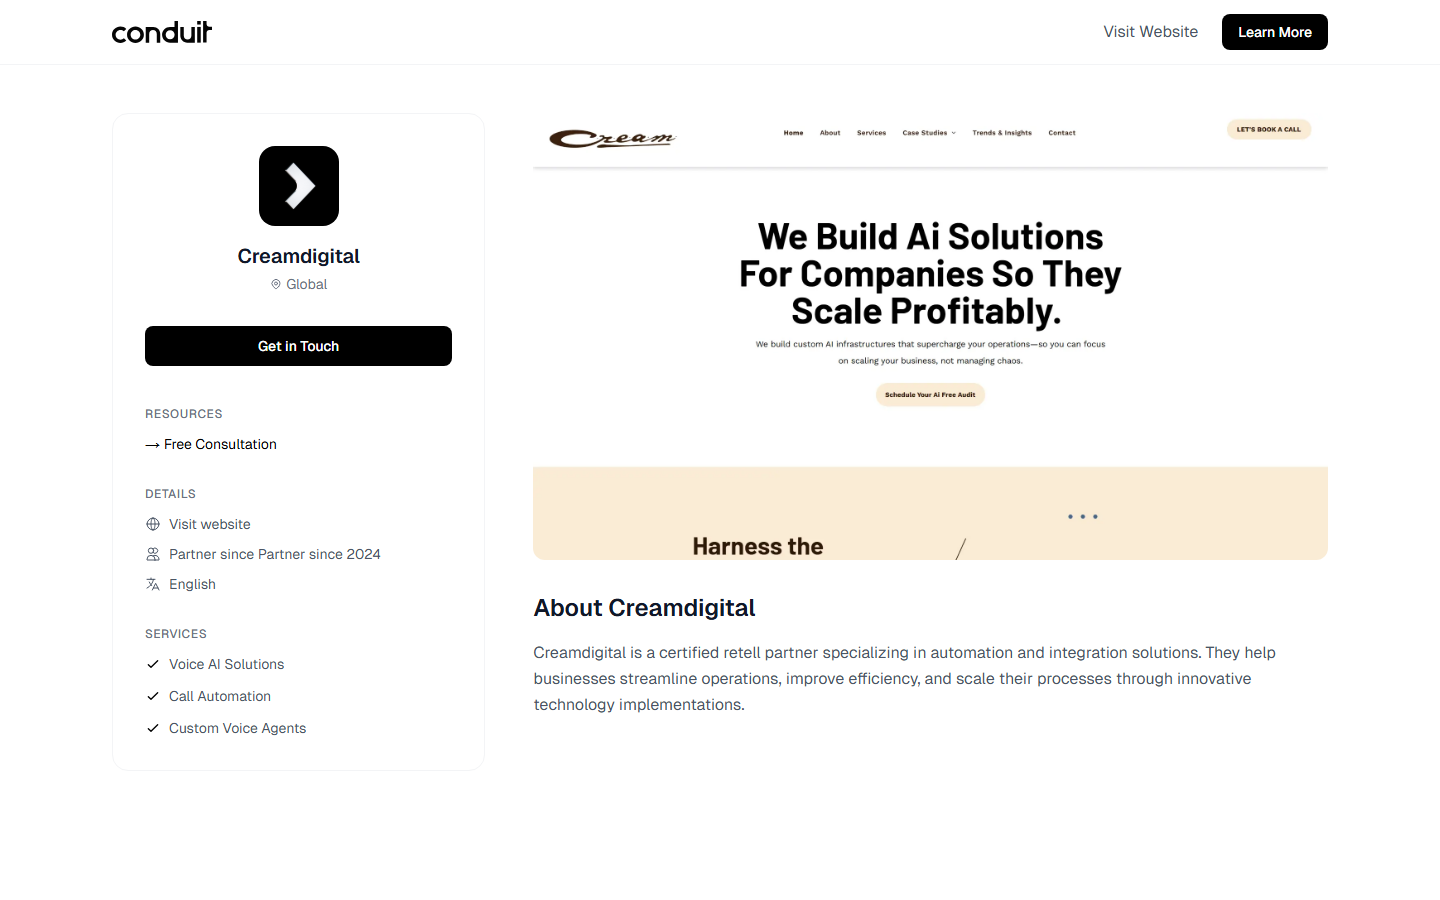 conduit
Visit Website
Learn More
Creamdigital
Global
Get in Touch
RESOURCES
→ Free Consultation
DETAILS
Visit website
Partner since Partner since 2024
English
SERVICES
Voice AI Solutions
Call Automation
Custom Voice Agents
Cream
Home
About
Services
Case Studies
Trends & Insights
Contact
LET'S BOOK A CALL
We Build Ai Solutions
For Companies So They
Scale Profitably.
We build custom AI infrastructures that supercharge your operations—so you can focus
on scaling your business, not managing chaos.
Schedule Your Ai Free Audit
Harness the
About Creamdigital
Creamdigital is a certified retell partner specializing in automation and integration solutions. They help
businesses streamline operations, improve efficiency, and scale their processes through innovative
technology implementations.